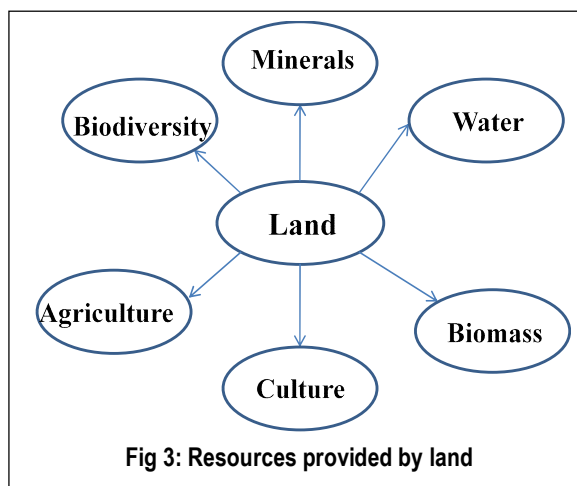 Minerals
Biodiversity
Water
Land
Agriculture
Biomass
Culture
Fig 3: Resources provided by land